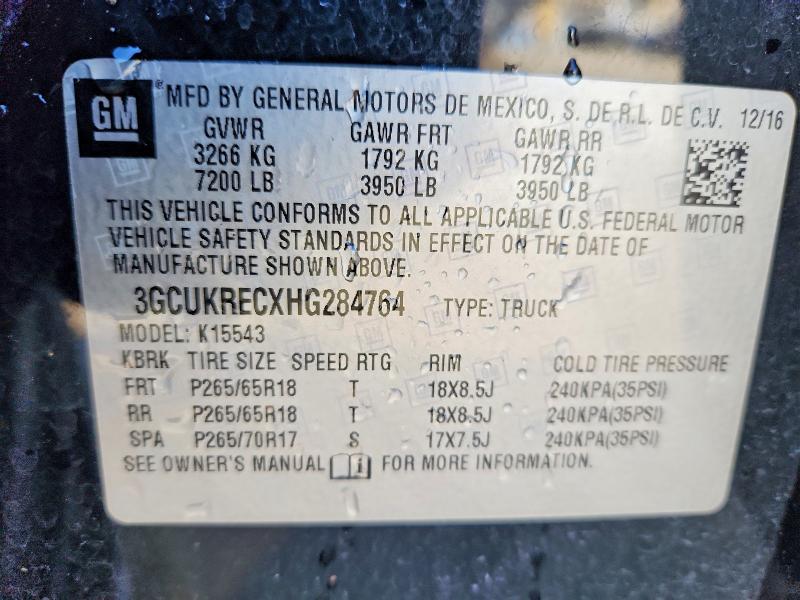 GM ® MFD BY GENERAL MOTORS DE MEXICO, S. DE R.L. DE C.V. 12/16
GVWR GAWR FRT GAWR RR
3266 KG 1792 KG 1792 KG
7200 LB 3950 LB 3950 LB
THIS VEHICLE CONFORMS TO ALL APPLICABLE U.S. FEDERAL MOTOR
VEHICLE SAFETY STANDARDS IN EFFECT ON THE DATE OF
MANUFACTURE SHOWN ABOVE.
3GCUKRECXHG284764 TYPE: TRUCK
MODEL: K15543
KBRK TIRE SIZE SPEED RTG RIM COLD TIRE PRESSURE
FRT P265/65R18 T 18X8.5J 240KPA(35PSI)
RR P265/65R18 T 18X8.5J 240KPA(35PSI)
SPA P265/70R17 S 17X7.5J 240KPA(35PSI)
SEE OWNER'S MANUAL i FOR MORE INFORMATION.